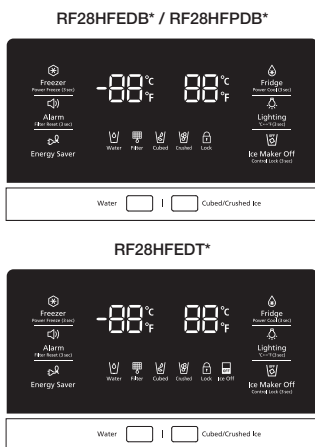 RF28HFEDB* / RF28HFPDB*
Freezer
Power Freeze (3 sec)
Alarm
Filter Reset (3 sec)
Energy Saver
-88 °C °F
88 °C °F
Water Filter Cubed Crushed Lock
Fridge
Power Cool (3 sec)
Lighting
°C↔°F (3 sec)
Ice Maker Off
Control Lock (3 sec)
Water | Cubed/Crushed Ice
RF28HFEDT*
Freezer
Power Freeze (3 sec)
Alarm
Filter Reset (3 sec)
Energy Saver
-88 °C °F
88 °C °F
Water Filter Cubed Crushed Lock Ice Off
Fridge
Power Cool (3 sec)
Lighting
°C↔°F (3 sec)
Ice Maker Off
Control Lock (3 sec)
Water | Cubed/Crushed Ice